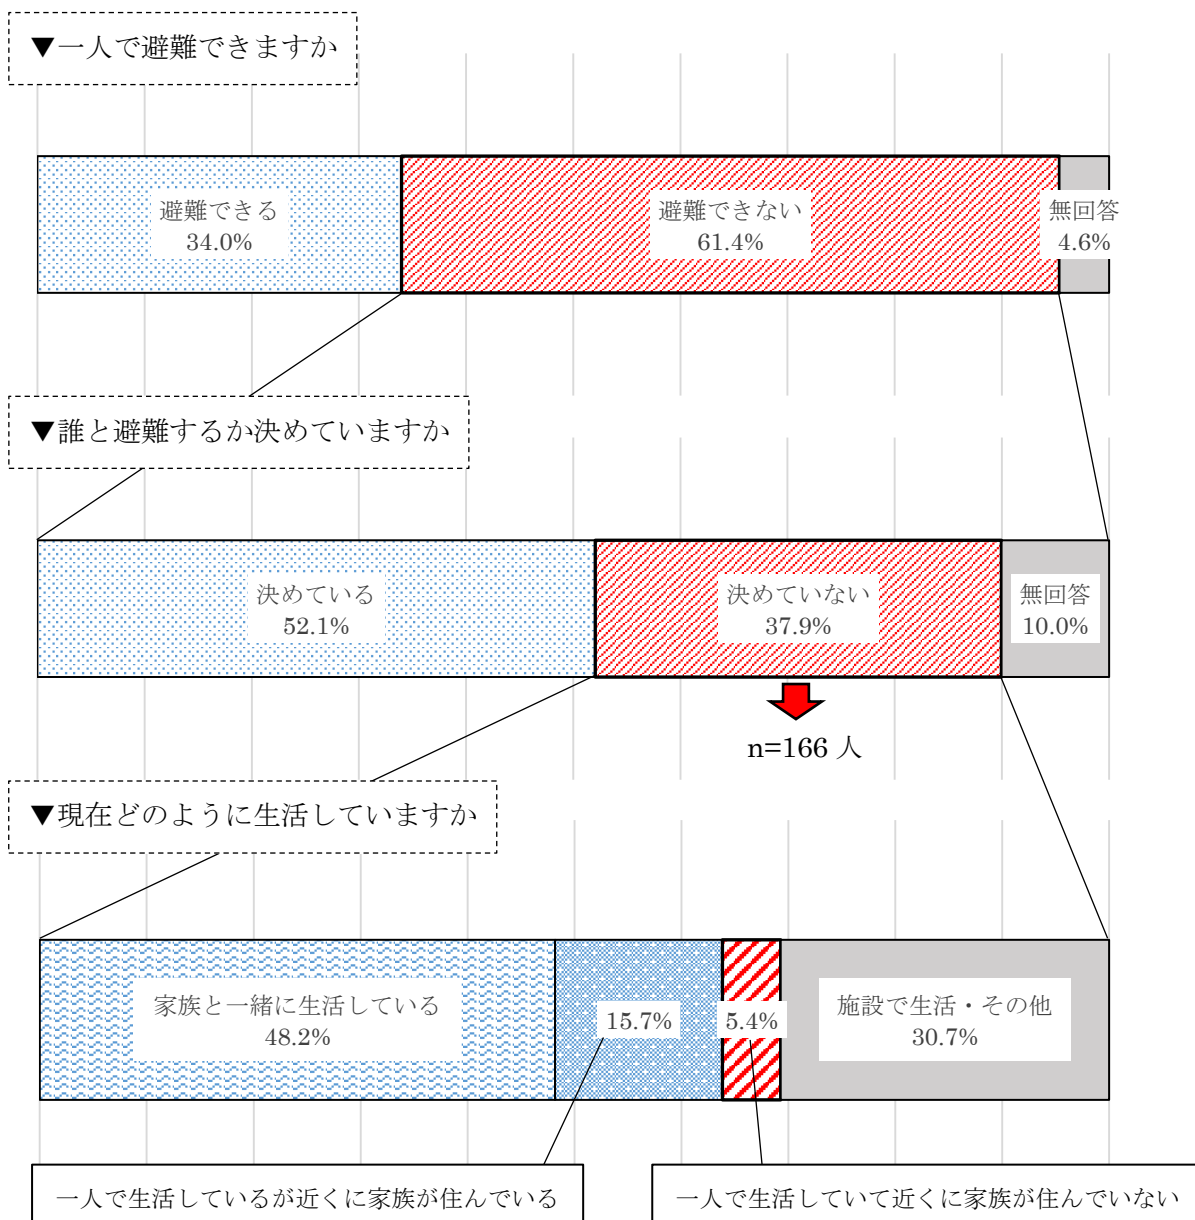 ▼一人で避難できますか
避難できる
34.0%
避難できない
61.4%
無回答
4.6%
▼誰と避難するか決めていますか
決めている
52.1%
決めていない
37.9%
無回答
10.0%
n=166 人
▼現在どのように生活していますか
家族と一緒に生活している
48.2%
15.7%
5.4%
施設で生活・その他
30.7%
一人で生活しているが近くに家族が住んでいる
一人で生活していて近くに家族が住んでいない